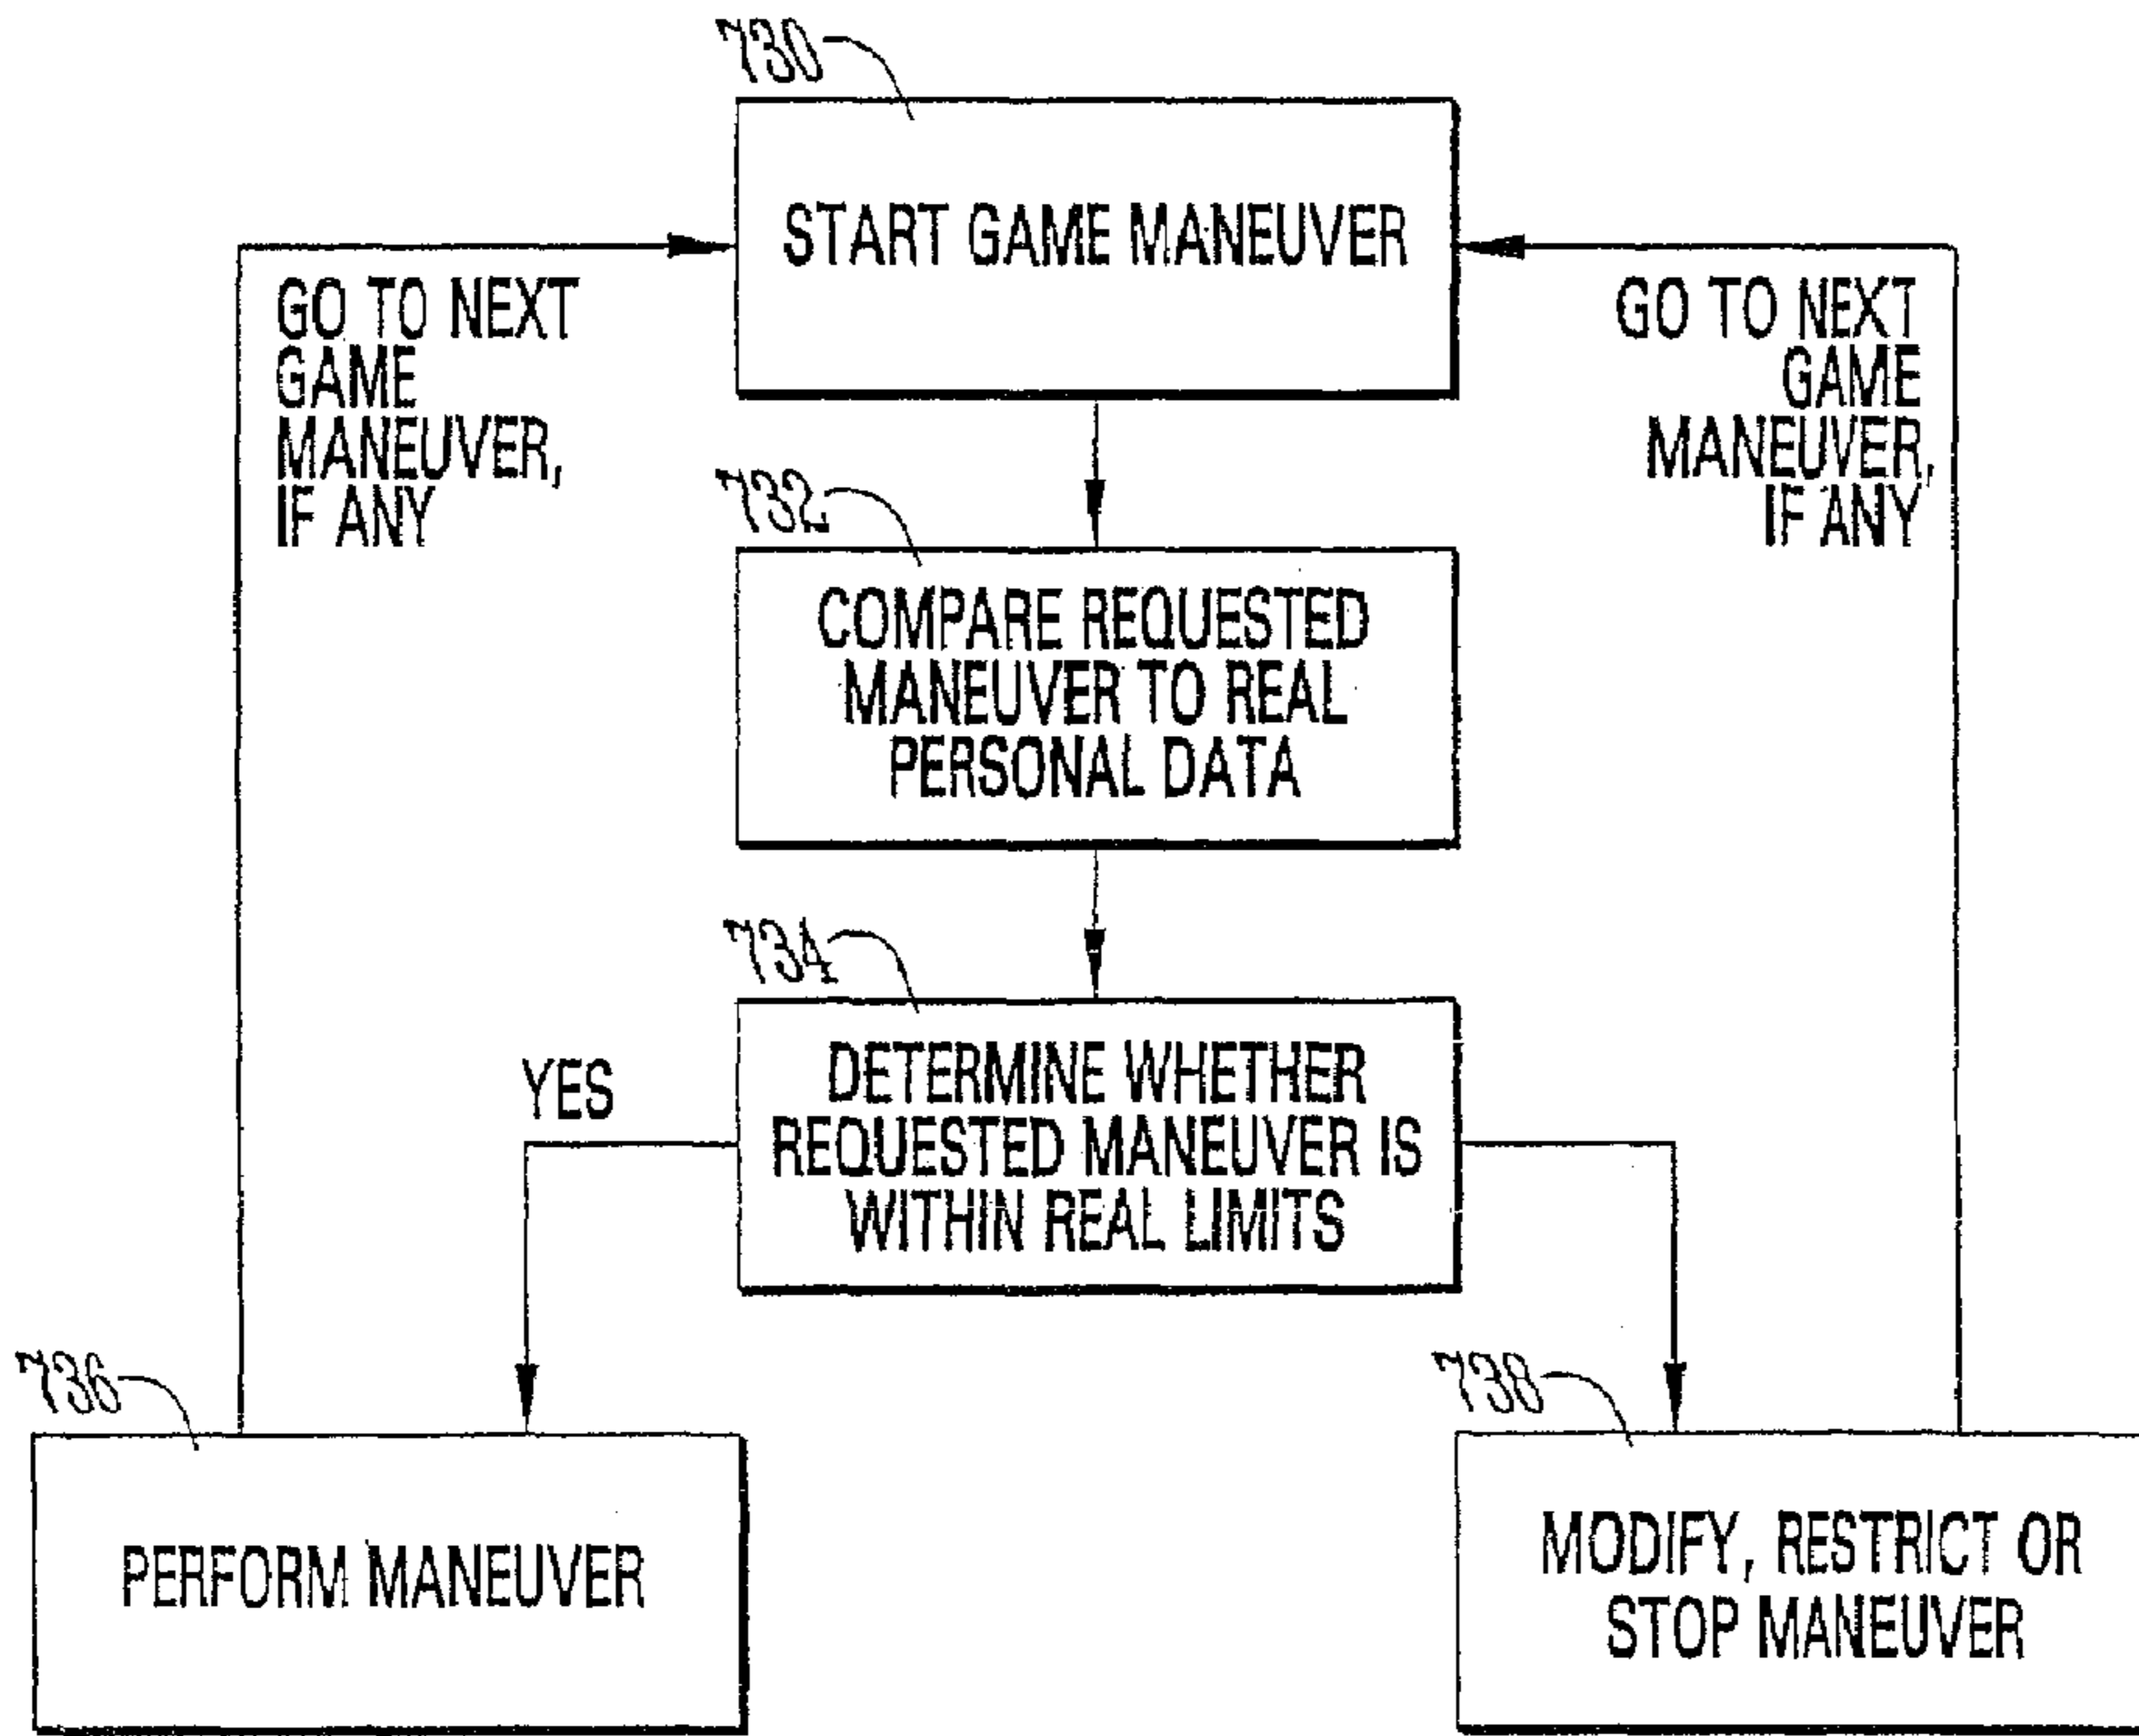 730
START GAME MANEUVER
GO TO NEXT
GAME
MANEUVER,
IF ANY
GO TO NEXT
GAME
MANEUVER,
IF ANY
732
COMPARE REQUESTED
MANEUVER TO REAL
PERSONAL DATA
734
DETERMINE WHETHER
REQUESTED MANEUVER IS
WITHIN REAL LIMITS
YES
736
PERFORM MANEUVER
738
MODIFY, RESTRICT OR
STOP MANEUVER